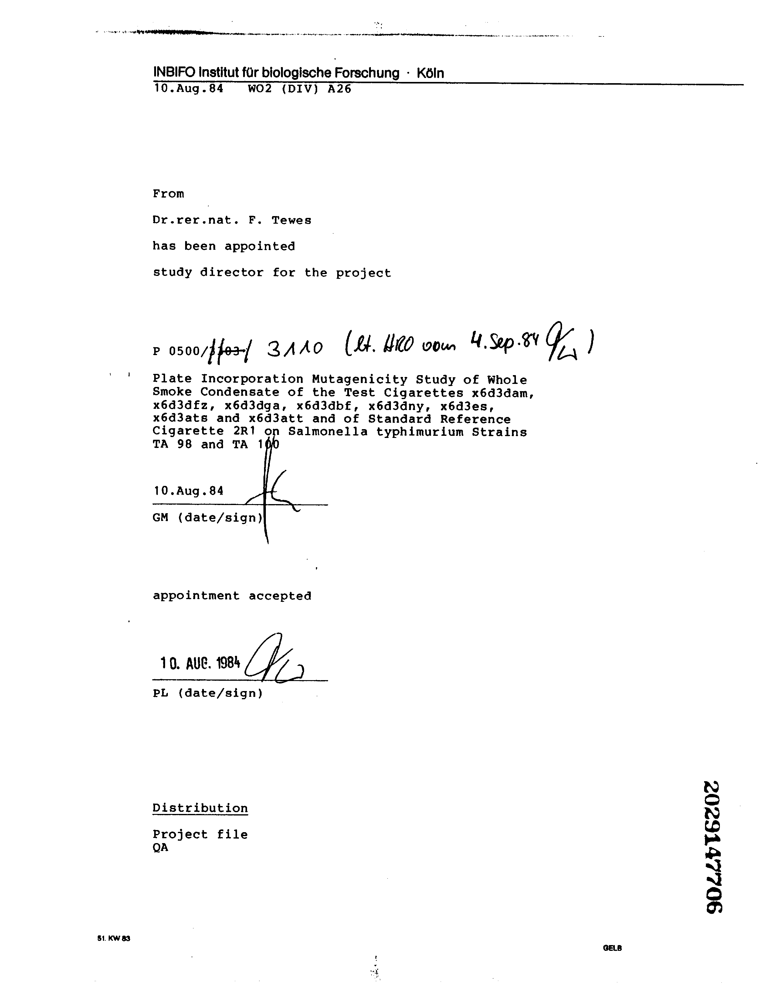 INBIFO Institut für biologische Forschung · Köln
10.Aug.84 WO2 (DIV) A26
From
Dr.rer.nat. F. Tewes
has been appointed
study director for the project
P 0500/ 3110 (lt. HRO vom 4.Sep.84 )
Plate Incorporation Mutagenicity Study of Whole
Smoke Condensate of the Test Cigarettes x6d3dam,
x6d3dfz, x6d3dga, x6d3dbf, x6d3dny, x6d3es,
x6d3ats and x6d3att and of Standard Reference
Cigarette 2R1 on Salmonella typhimurium Strains
TA 98 and TA 100
10.Aug.84
GM (date/sign)
appointment accepted
10. AUG. 1984
PL (date/sign)
Distribution
Project file
QA
2029147706
51. KW 83
GELB